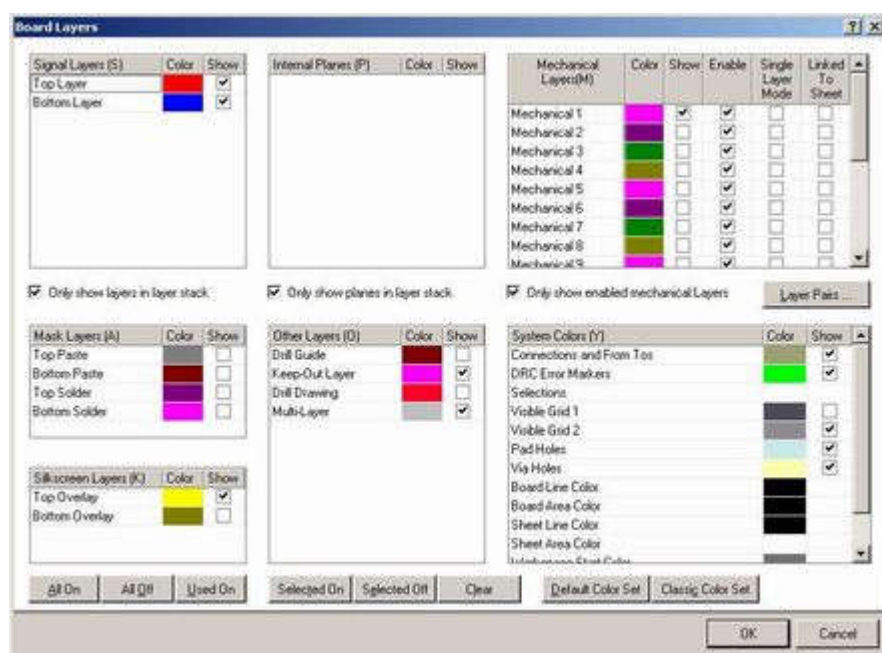 Board Layers
Signal Layers (S) Color Show
Top Layer
Bottom Layer
Internal Planes (P) Color Show
Mechanical Layers(M) Color Show Enable Single Layer Mode Linked To Sheet
Mechanical 1
Mechanical 2
Mechanical 3
Mechanical 4
Mechanical 5
Mechanical 6
Mechanical 7
Mechanical 8
Mechanical 9
Only show layers in layer stack
Only show planes in layer stack
Only show enabled mechanical Layers
Layer Pairs ...
Mask Layers (A) Color Show
Top Paste
Bottom Paste
Top Solder
Bottom Solder
Other Layers (O) Color Show
Drill Guide
Keep-Out Layer
Drill Drawing
Multi-Layer
System Colors (Y) Color Show
Connections and From Tos
DRC Error Markers
Selections
Visible Grid 1
Visible Grid 2
Pad Holes
Via Holes
Board Line Color
Board Area Color
Sheet Line Color
Sheet Area Color
Workspace Start Color
Silkscreen Layers (K) Color Show
Top Overlay
Bottom Overlay
All On All Off Used On Selected On Selected Off Clear Default Color Set Classic Color Set
OK Cancel